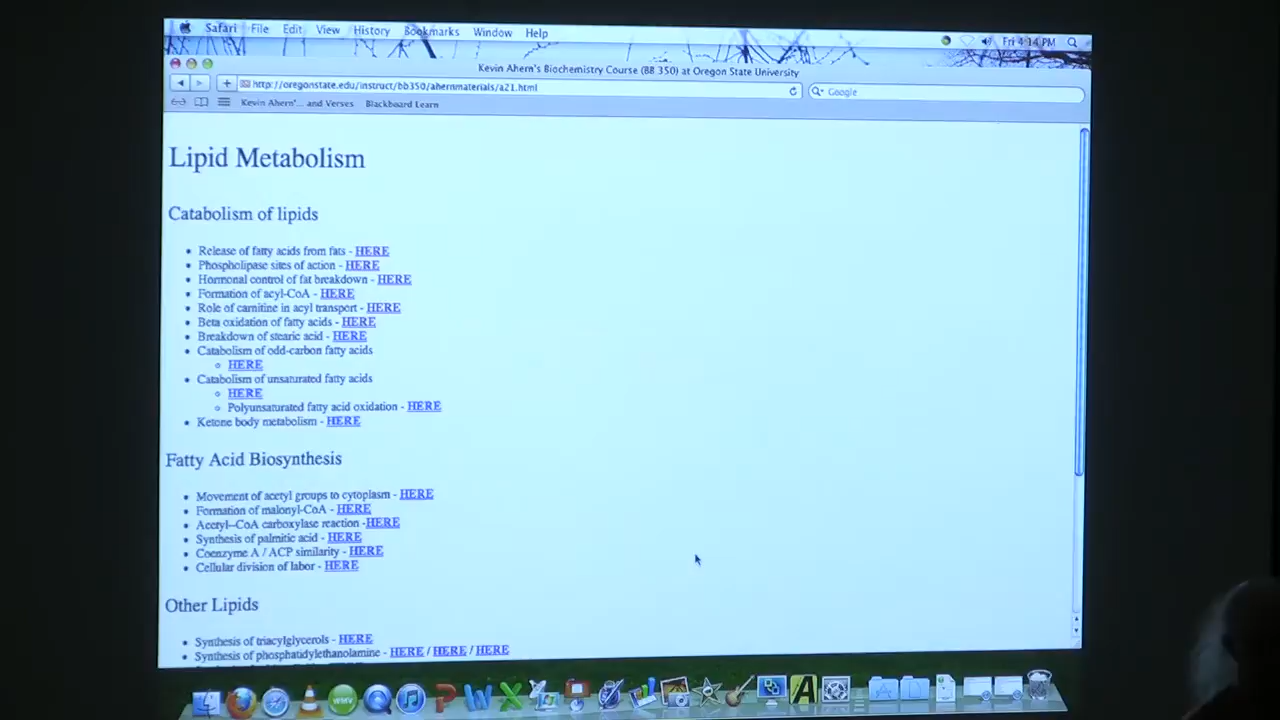 Safari File Edit View History Bookmarks Window Help
Fri 4:14 PM
Kevin Ahern's Biochemistry Course (BB 350) at Oregon State University
http://oregonstate.edu/instruct/bb350/ahernmaterials/a21.html
Google
Kevin Ahern'... and Verses Blackboard Learn
Lipid Metabolism
Catabolism of lipids
Release of fatty acids from fats - HERE
Phospholipase sites of action - HERE
Hormonal control of fat breakdown - HERE
Formation of acyl-CoA - HERE
Role of carnitine in acyl transport - HERE
Beta oxidation of fatty acids - HERE
Breakdown of stearic acid - HERE
Catabolism of odd-carbon fatty acids
HERE
Catabolism of unsaturated fatty acids
HERE
Polyunsaturated fatty acid oxidation - HERE
Ketone body metabolism - HERE
Fatty Acid Biosynthesis
Movement of acetyl groups to cytoplasm - HERE
Formation of malonyl-CoA - HERE
Acetyl--CoA carboxylase reaction -HERE
Synthesis of palmitic acid - HERE
Coenzyme A / ACP similarity - HERE
Cellular division of labor - HERE
Other Lipids
Synthesis of triacylglycerols - HERE
Synthesis of phosphatidylethanolamine - HERE / HERE / HERE